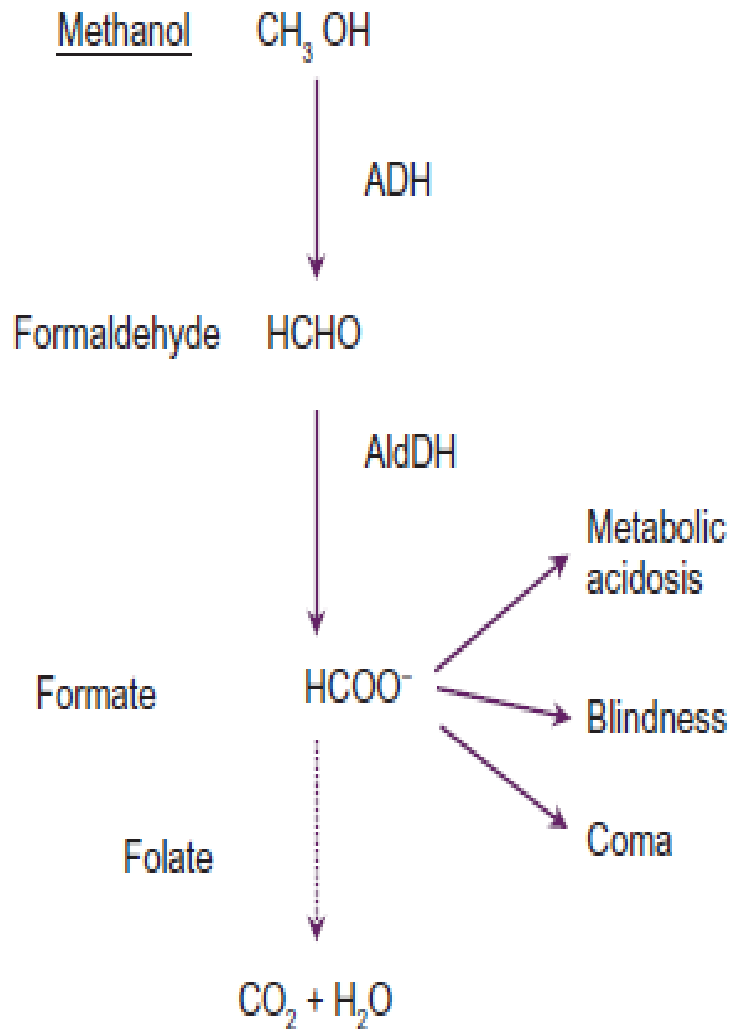 Methanol CH₃ OH
ADH
Formaldehyde HCHO
AldDH
Metabolic
acidosis
Formate HCOO⁻
Blindness
Coma
Folate
CO₂ + H₂O